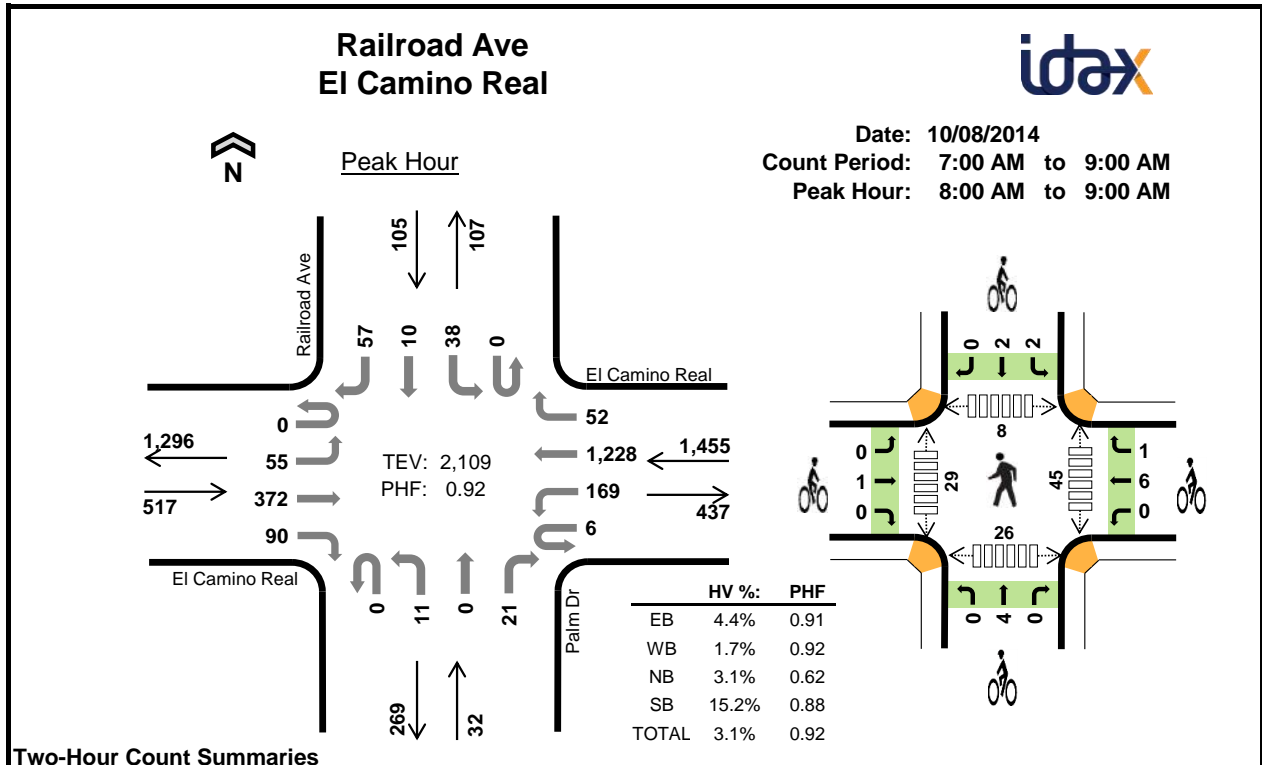 Railroad Ave
El Camino Real
idax
Date: 10/08/2014
Count Period: 7:00 AM to 9:00 AM
Peak Hour: 8:00 AM to 9:00 AM
N
Peak Hour
105
107
Railroad Ave
57
10
38
0
El Camino Real
0
55
372
90
1,296
517
TEV: 2,109
PHF: 0.92
52
1,228
169
6
1,455
437
El Camino Real
0
11
0
21
Palm Dr
269
32
HV %: PHF
EB 4.4% 0.91
WB 1.7% 0.92
NB 3.1% 0.62
SB 15.2% 0.88
TOTAL 3.1% 0.92
0 2 2
8
0
1
0
29
45
1
6
0
26
0 4 0
Two-Hour Count Summaries